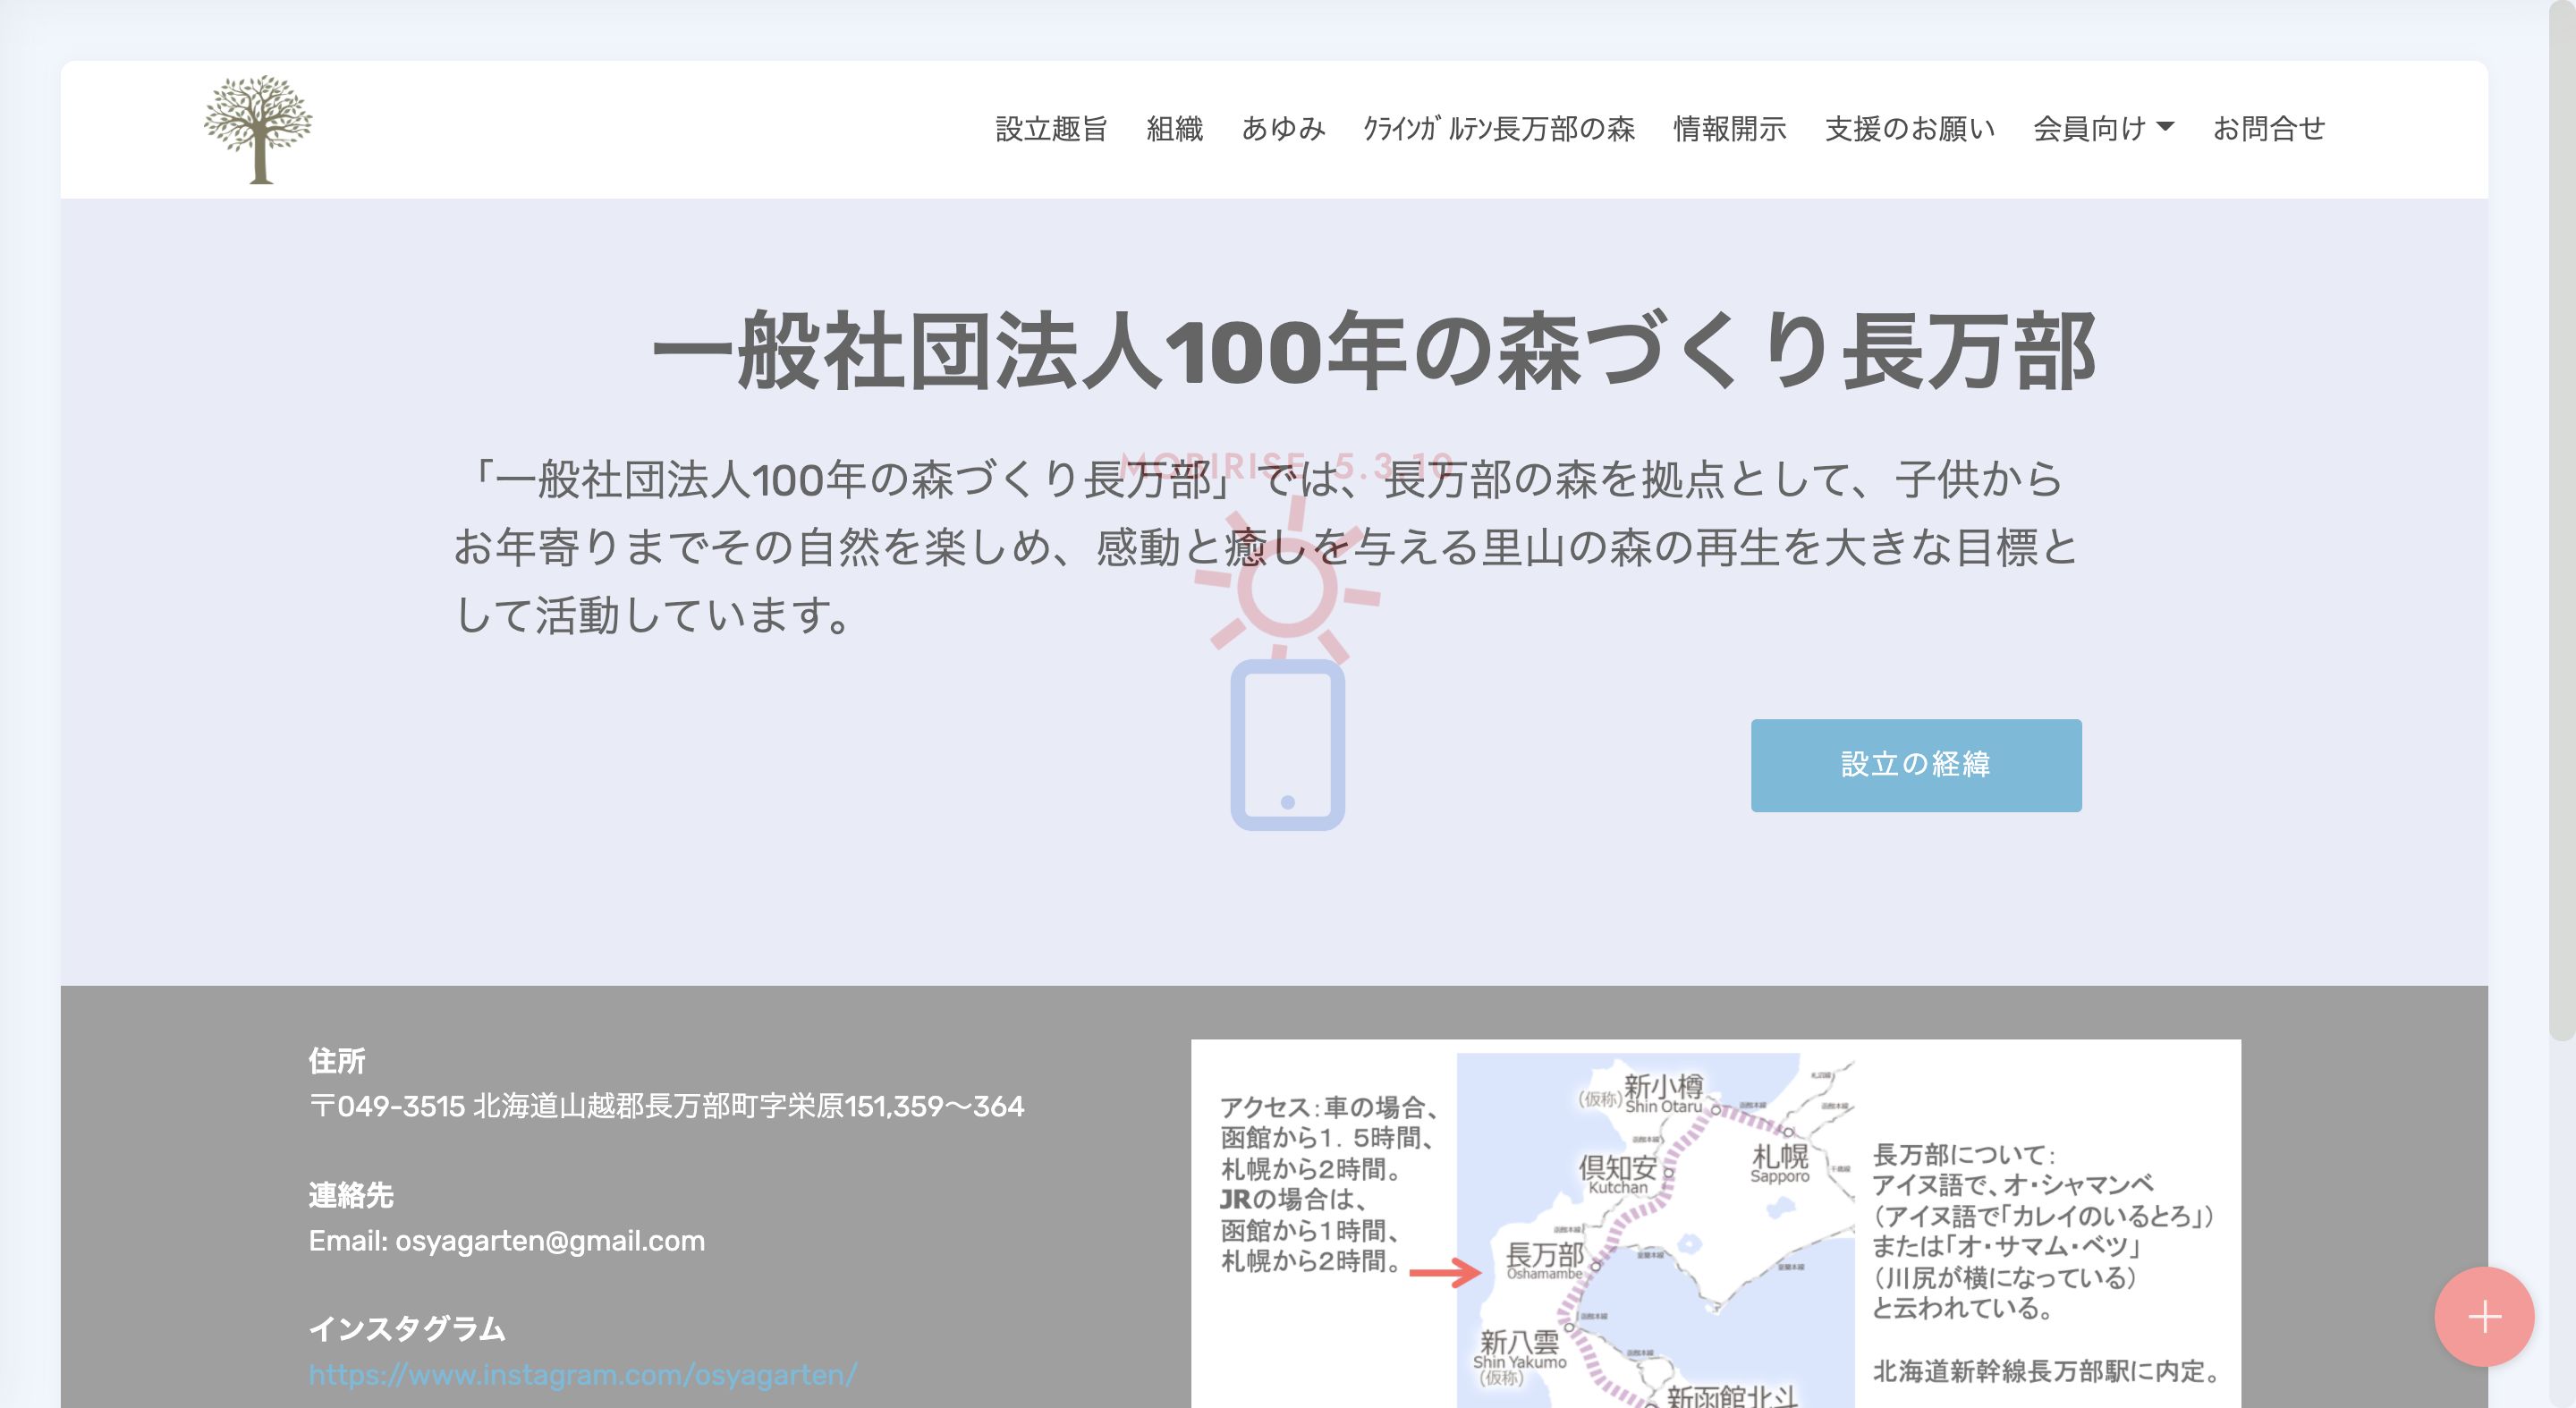 設立趣旨 組織 あゆみ ｸﾗｲﾝｶﾞﾙﾃﾝ長万部の森 情報開示 支援のお願い 会員向け お問合せ
一般社団法人100年の森づくり長万部
「一般社団法人100年の森づくり長万部」では、長万部の森を拠点として、子供から
お年寄りまでその自然を楽しめ、感動と癒しを与える里山の森の再生を大きな目標と
して活動しています。
MOBIRISE 5.3.10
設立の経緯
住所
〒049-3515 北海道山越郡長万部町字栄原151,359〜364
連絡先
Email: osyagarten@gmail.com
インスタグラム
https://www.instagram.com/osyagarten/
アクセス：車の場合、
函館から１．５時間、
札幌から２時間。
JRの場合は、
函館から１時間、
札幌から２時間。
(仮称)
新小樽
Shin Otaru
札幌
Sapporo
倶知安
Kutchan
長万部
Oshamambe
新八雲
Shin Yakumo
(仮称)
新函館北斗
長万部について：
アイヌ語で、オ・シャマンベ
（アイヌ語で「カレイのいるとろ」）
または「オ・サマム・ベツ」
（川尻が横になっている）
と云われている。
北海道新幹線長万部駅に内定。